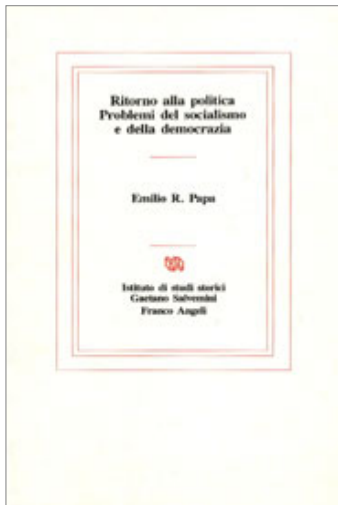 Ritorno alla politica
Problemi del socialismo
e della democrazia
Emilio R. Papa
Istituto di studi storici
Gaetano Salvemini
Franco Angeli